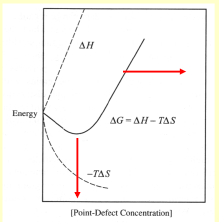 ΔH
Energy
ΔG = ΔH − TΔS
−TΔS
[Point-Defect Concentration]